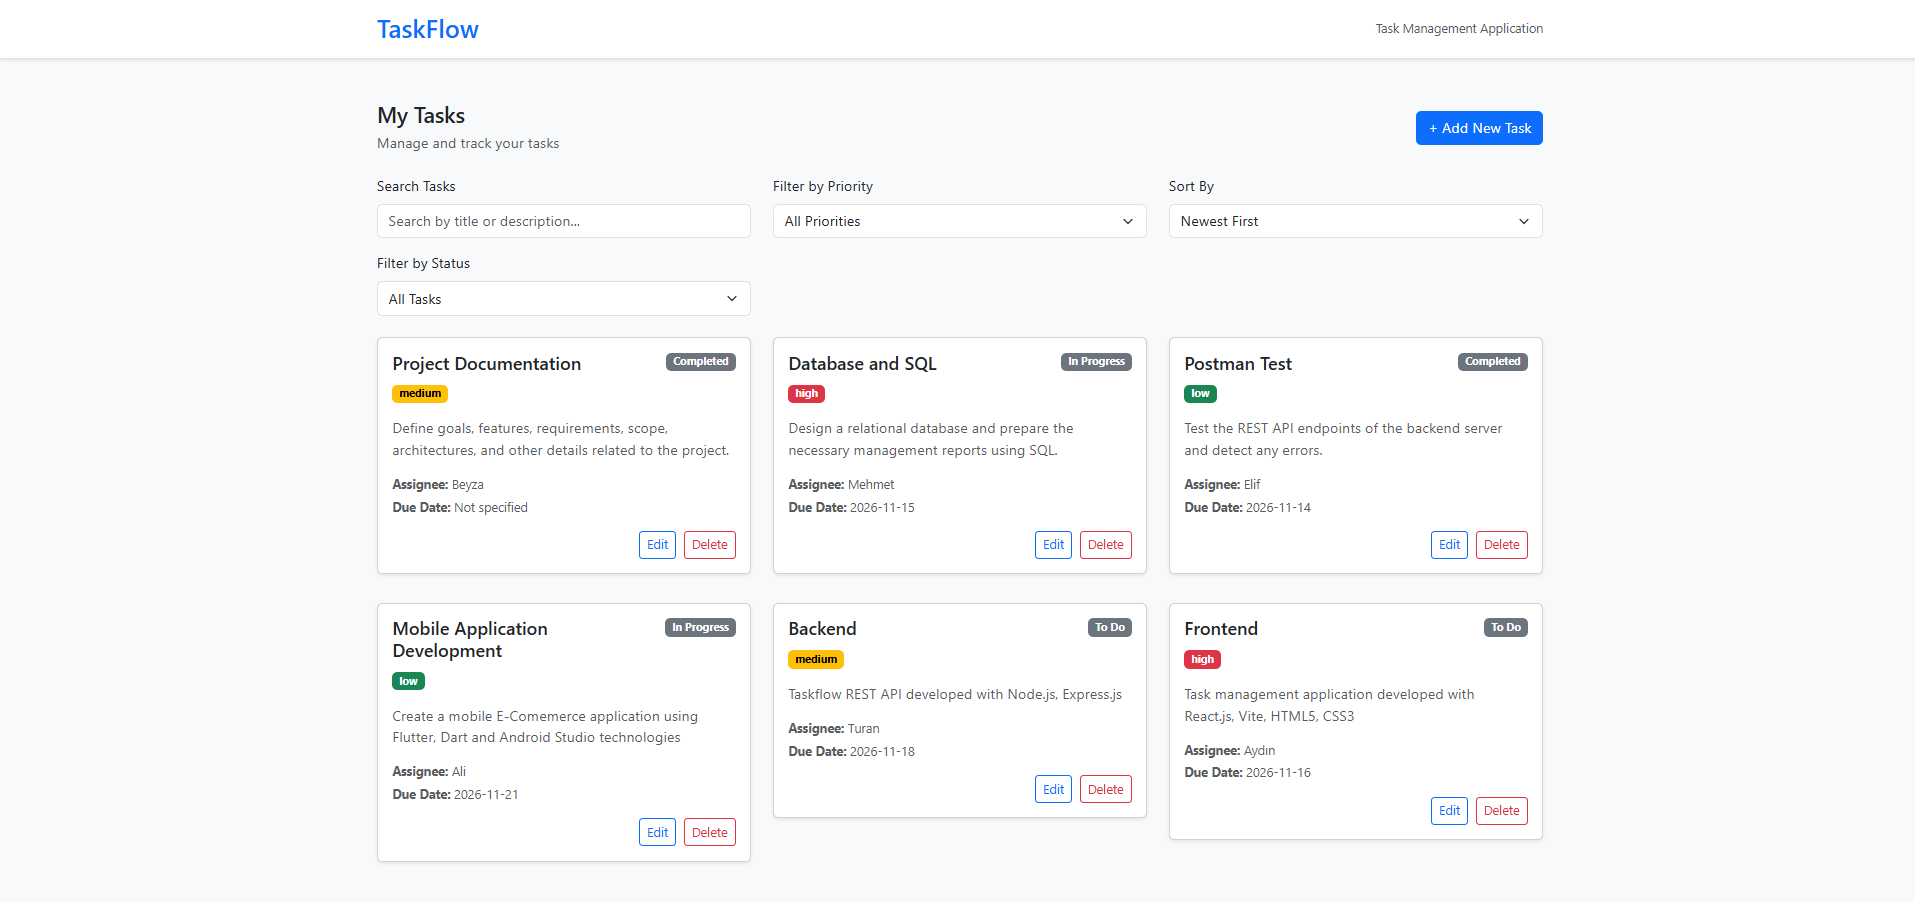 TaskFlow
Task Management Application
My Tasks
Manage and track your tasks
+ Add New Task
Search Tasks
Search by title or description...
Filter by Priority
All Priorities
Sort By
Newest First
Filter by Status
All Tasks
Project Documentation
Completed
medium
Define goals, features, requirements, scope,
architectures, and other details related to the project.
Assignee: Beyza
Due Date: Not specified
Edit
Delete
Database and SQL
In Progress
high
Design a relational database and prepare the
necessary management reports using SQL.
Assignee: Mehmet
Due Date: 2026-11-15
Edit
Delete
Postman Test
Completed
low
Test the REST API endpoints of the backend server
and detect any errors.
Assignee: Elif
Due Date: 2026-11-14
Edit
Delete
Mobile Application
Development
In Progress
low
Create a mobile E-Comemerce application using
Flutter, Dart and Android Studio technologies
Assignee: Ali
Due Date: 2026-11-21
Edit
Delete
Backend
To Do
medium
Taskflow REST API developed with Node.js, Express.js
Assignee: Turan
Due Date: 2026-11-18
Edit
Delete
Frontend
To Do
high
Task management application developed with
React.js, Vite, HTML5, CSS3
Assignee: Aydın
Due Date: 2026-11-16
Edit
Delete